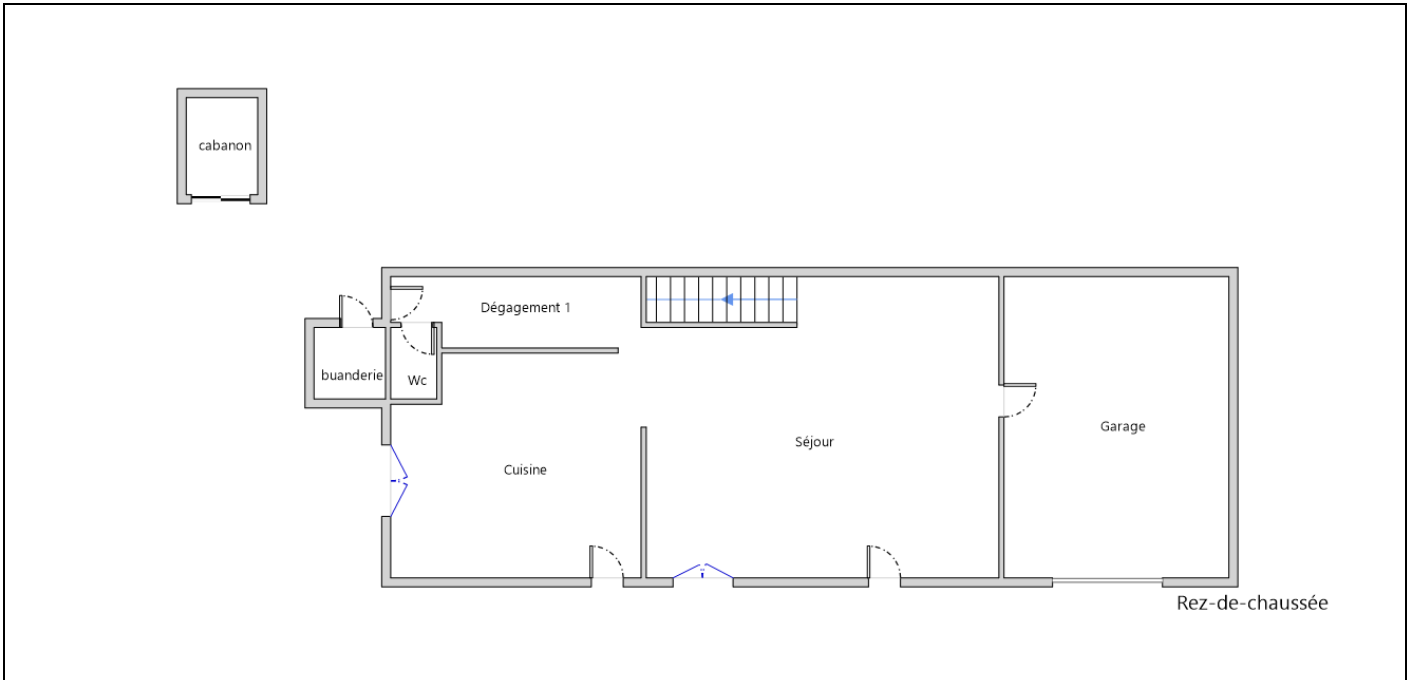 cabanon
Dégagement 1
buanderie
Wc
Garage
Séjour
Cuisine
Rez-de-chaussée